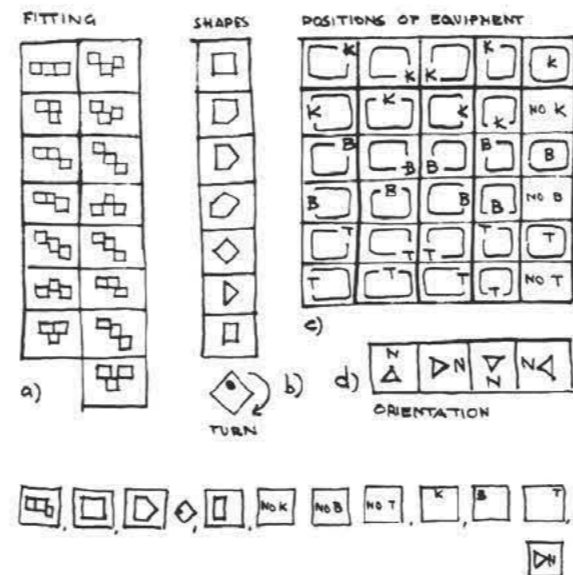 FITTING
SHAPES
POSITIONS OF EQUIPMENT
K K K K K
K K K K NO K
B B B B B
B B B B NO B
T T T T T
T T T T NO T
a)
b)
TURN
c)
d)
N N N N
ORIENTATION
NO K NO B NO T K B T
N